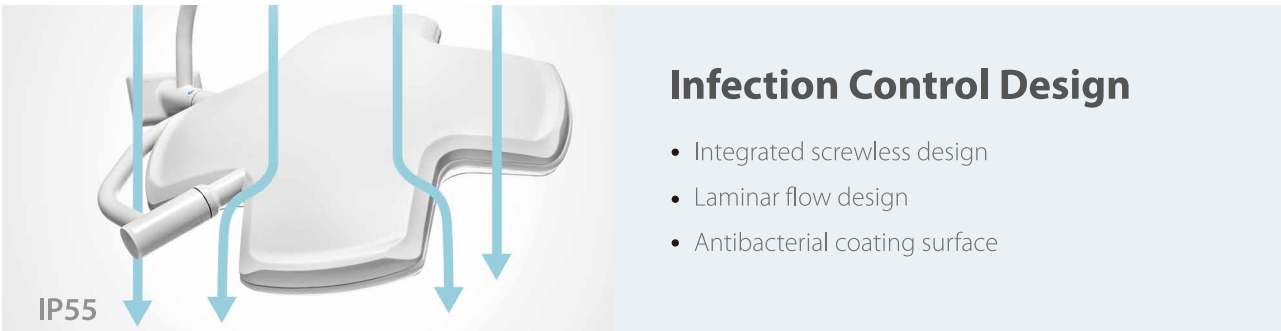 Infection Control Design
• Integrated screwless design
• Laminar flow design
• Antibacterial coating surface
IP55